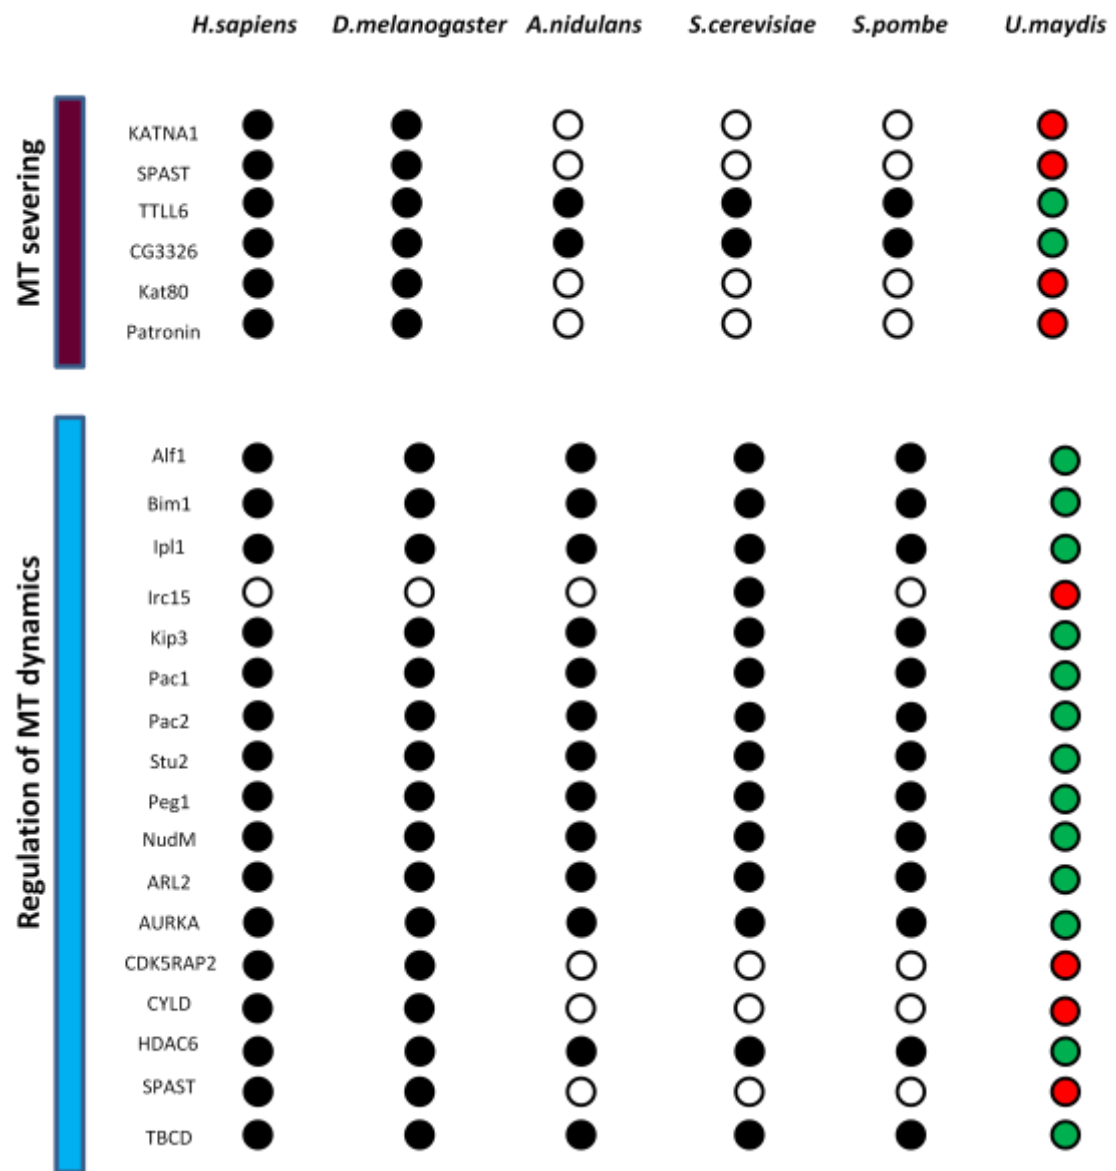 H.sapiens D.melanogaster A.nidulans S.cerevisiae S.pombe U.maydis
MT severing
KATNA1
SPAST
TTLL6
CG3326
Kat80
Patronin
Regulation of MT dynamics
Alf1
Bim1
Ipl1
Irc15
Kip3
Pac1
Pac2
Stu2
Peg1
NudM
ARL2
AURKA
CDK5RAP2
CYLD
HDAC6
SPAST
TBCD